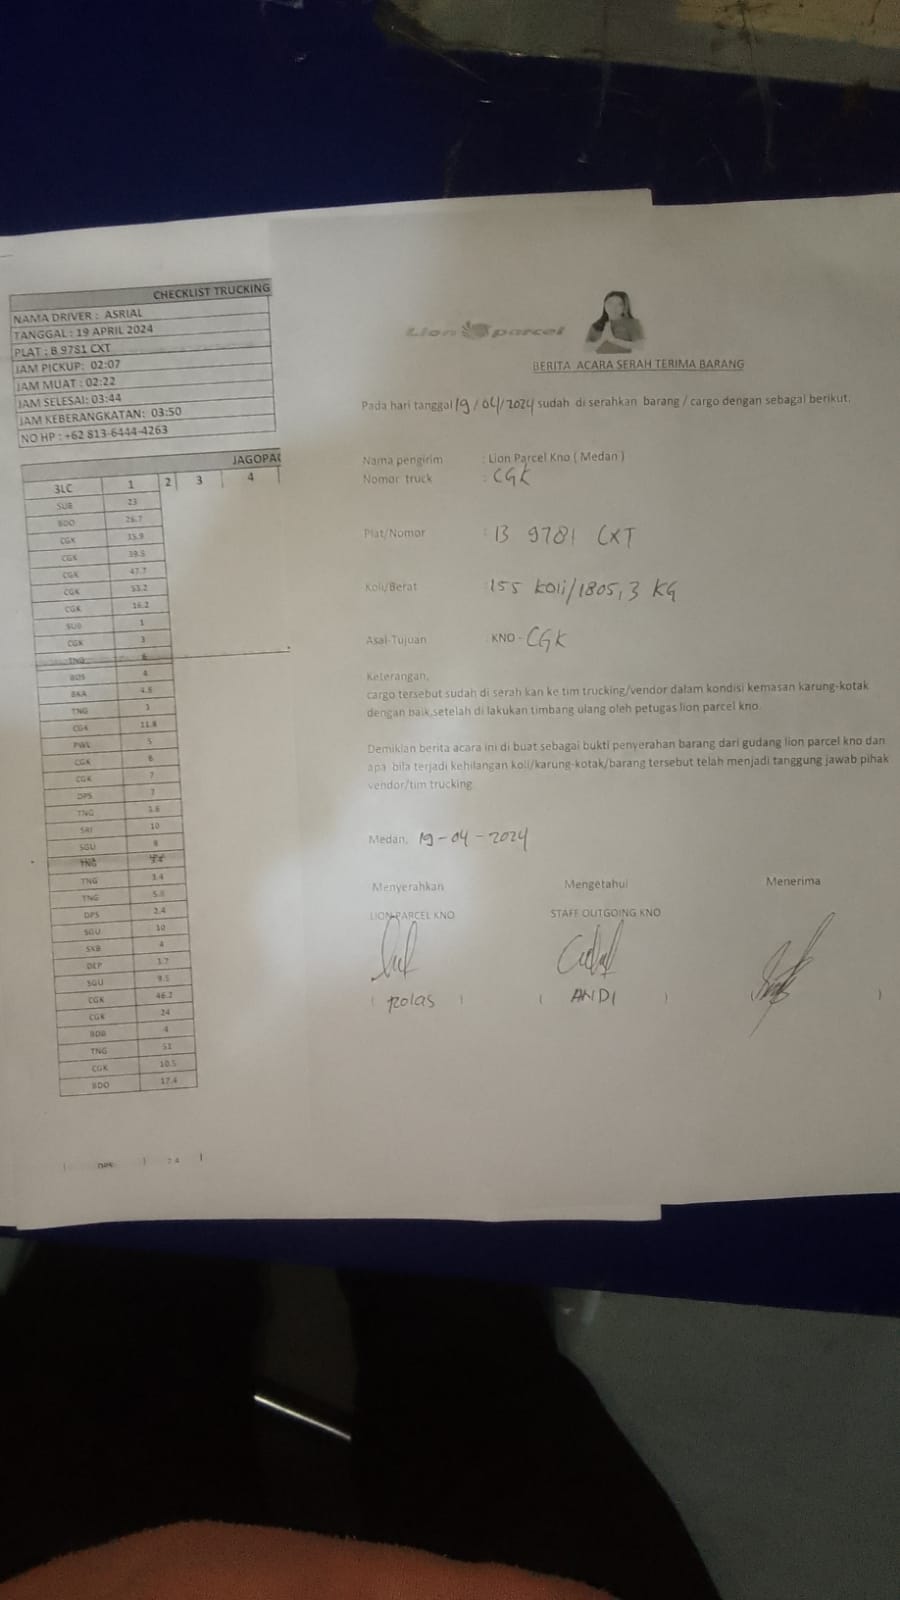 CHECKLIST TRUCKING
NAMA DRIVER : ASRIAL
TANGGAL : 19 APRIL 2024
PLAT : B 9781 CXT
JAM PICKUP: 02:07
JAM MUAT : 02:22
JAM SELESAI: 03:44
JAM KEBERANGKATAN: 03:50
NO HP : +62 813-6444-4263
JAGOPA
3LC 1 2 3 4
SUB 23
BDO 26.7
CGK 35.9
CGK 39.5
CGK 47.7
CGK 53.2
CGK 16.2
SUB 1
CGK 3
TNG 6
BDS 4
BKA 4.8
TNG 3
CGK 11.8
PWL 5
CGK 6
CGK 7
DPS 7
TNG
SRI 10
SGU 8
TNG
TNG 3.4
TNG 5.8
DPS 2.4
SGU 10
SKB 4
DEP 3.7
SGU 9.5
CGK 46.2
CGK 24
BDO 4
TNG 51
CGK 10.5
BDO 17.4
DPS 2.4
Lion parcel
BERITA ACARA SERAH TERIMA BARANG
Pada hari tanggal 19/04/2024 sudah di serahkan barang / cargo dengan sebagai berikut.
Nama pengirim : Lion Parcel Kno ( Medan )
Nomor truck : CGK
Plat/Nomor : B 9781 CXT
Koli/Berat : 155 koli/1805,3 KG
Asal-Tujuan : KNO - CGK
Keterangan,
cargo tersebut sudah di serah kan ke tim trucking/vendor dalam kondisi kemasan karung-kotak
dengan baik,setelah di lakukan timbang ulang oleh petugas lion parcel kno
Demikian berita acara ini di buat sebagai bukti penyerahan barang dari gudang lion parcel kno dan
apa bila terjadi kehilangan koli/karung-kotak/barang tersebut telah menjadi tanggung jawab pihak
vendor/tim trucking
Medan, 19-04-2024
Menyerahkan Mengetahui Menerima
LION PARCEL KNO STAFF OUTGOING KNO
( Rolas ) ( ANDI ) )